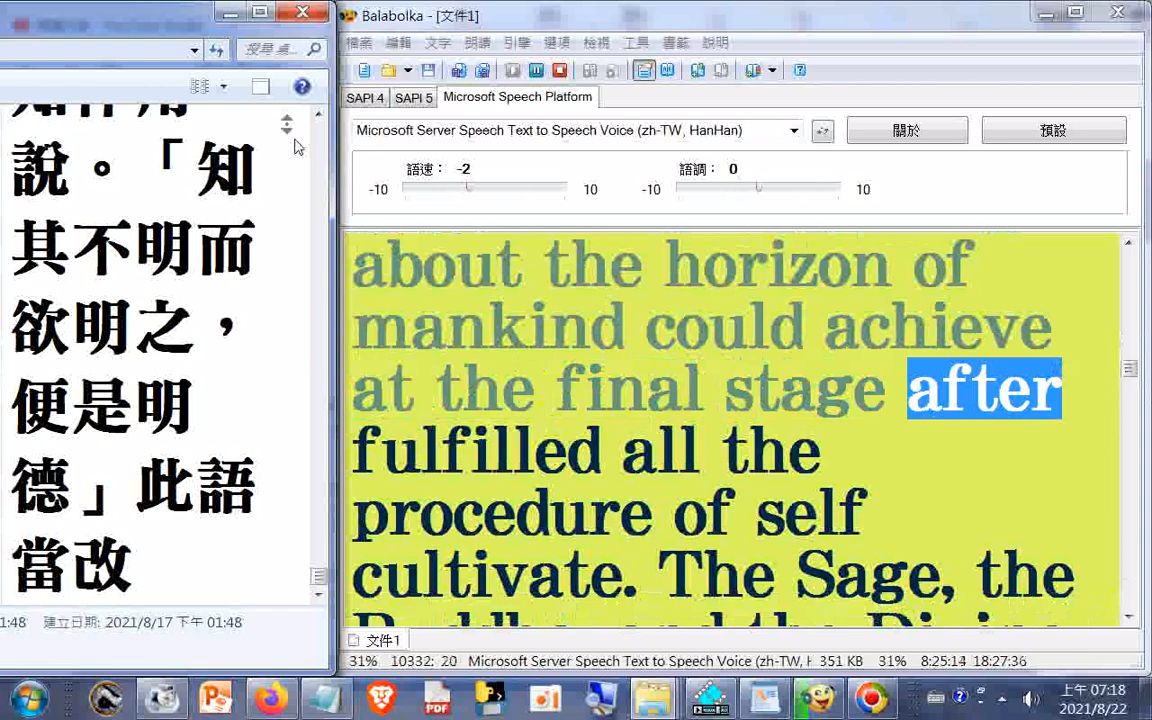 Balabolka - [文件1]
搜尋 桌...
檔案 編輯 文字 朗讀 引擎 選項 檢視 工具 書籤 說明
SAPI 4 SAPI 5 Microsoft Speech Platform
Microsoft Server Speech Text to Speech Voice (zh-TW, HanHan)
關於 預設
語速： -2 語調： 0
-10 10 -10 10
說。「知
其不明而
欲明之，
便是明
德」此語
當改
:48 建立日期: 2021/8/17 下午 01:48
about the horizon of
mankind could achieve
at the final stage after
fulfilled all the
procedure of self
cultivate. The Sage, the
文件1
31% 10332: 20 Microsoft Server Speech Text to Speech Voice (zh-TW, H 351 KB 31% 8:25:14 18:27:36
PDF
上午 07:18
2021/8/22